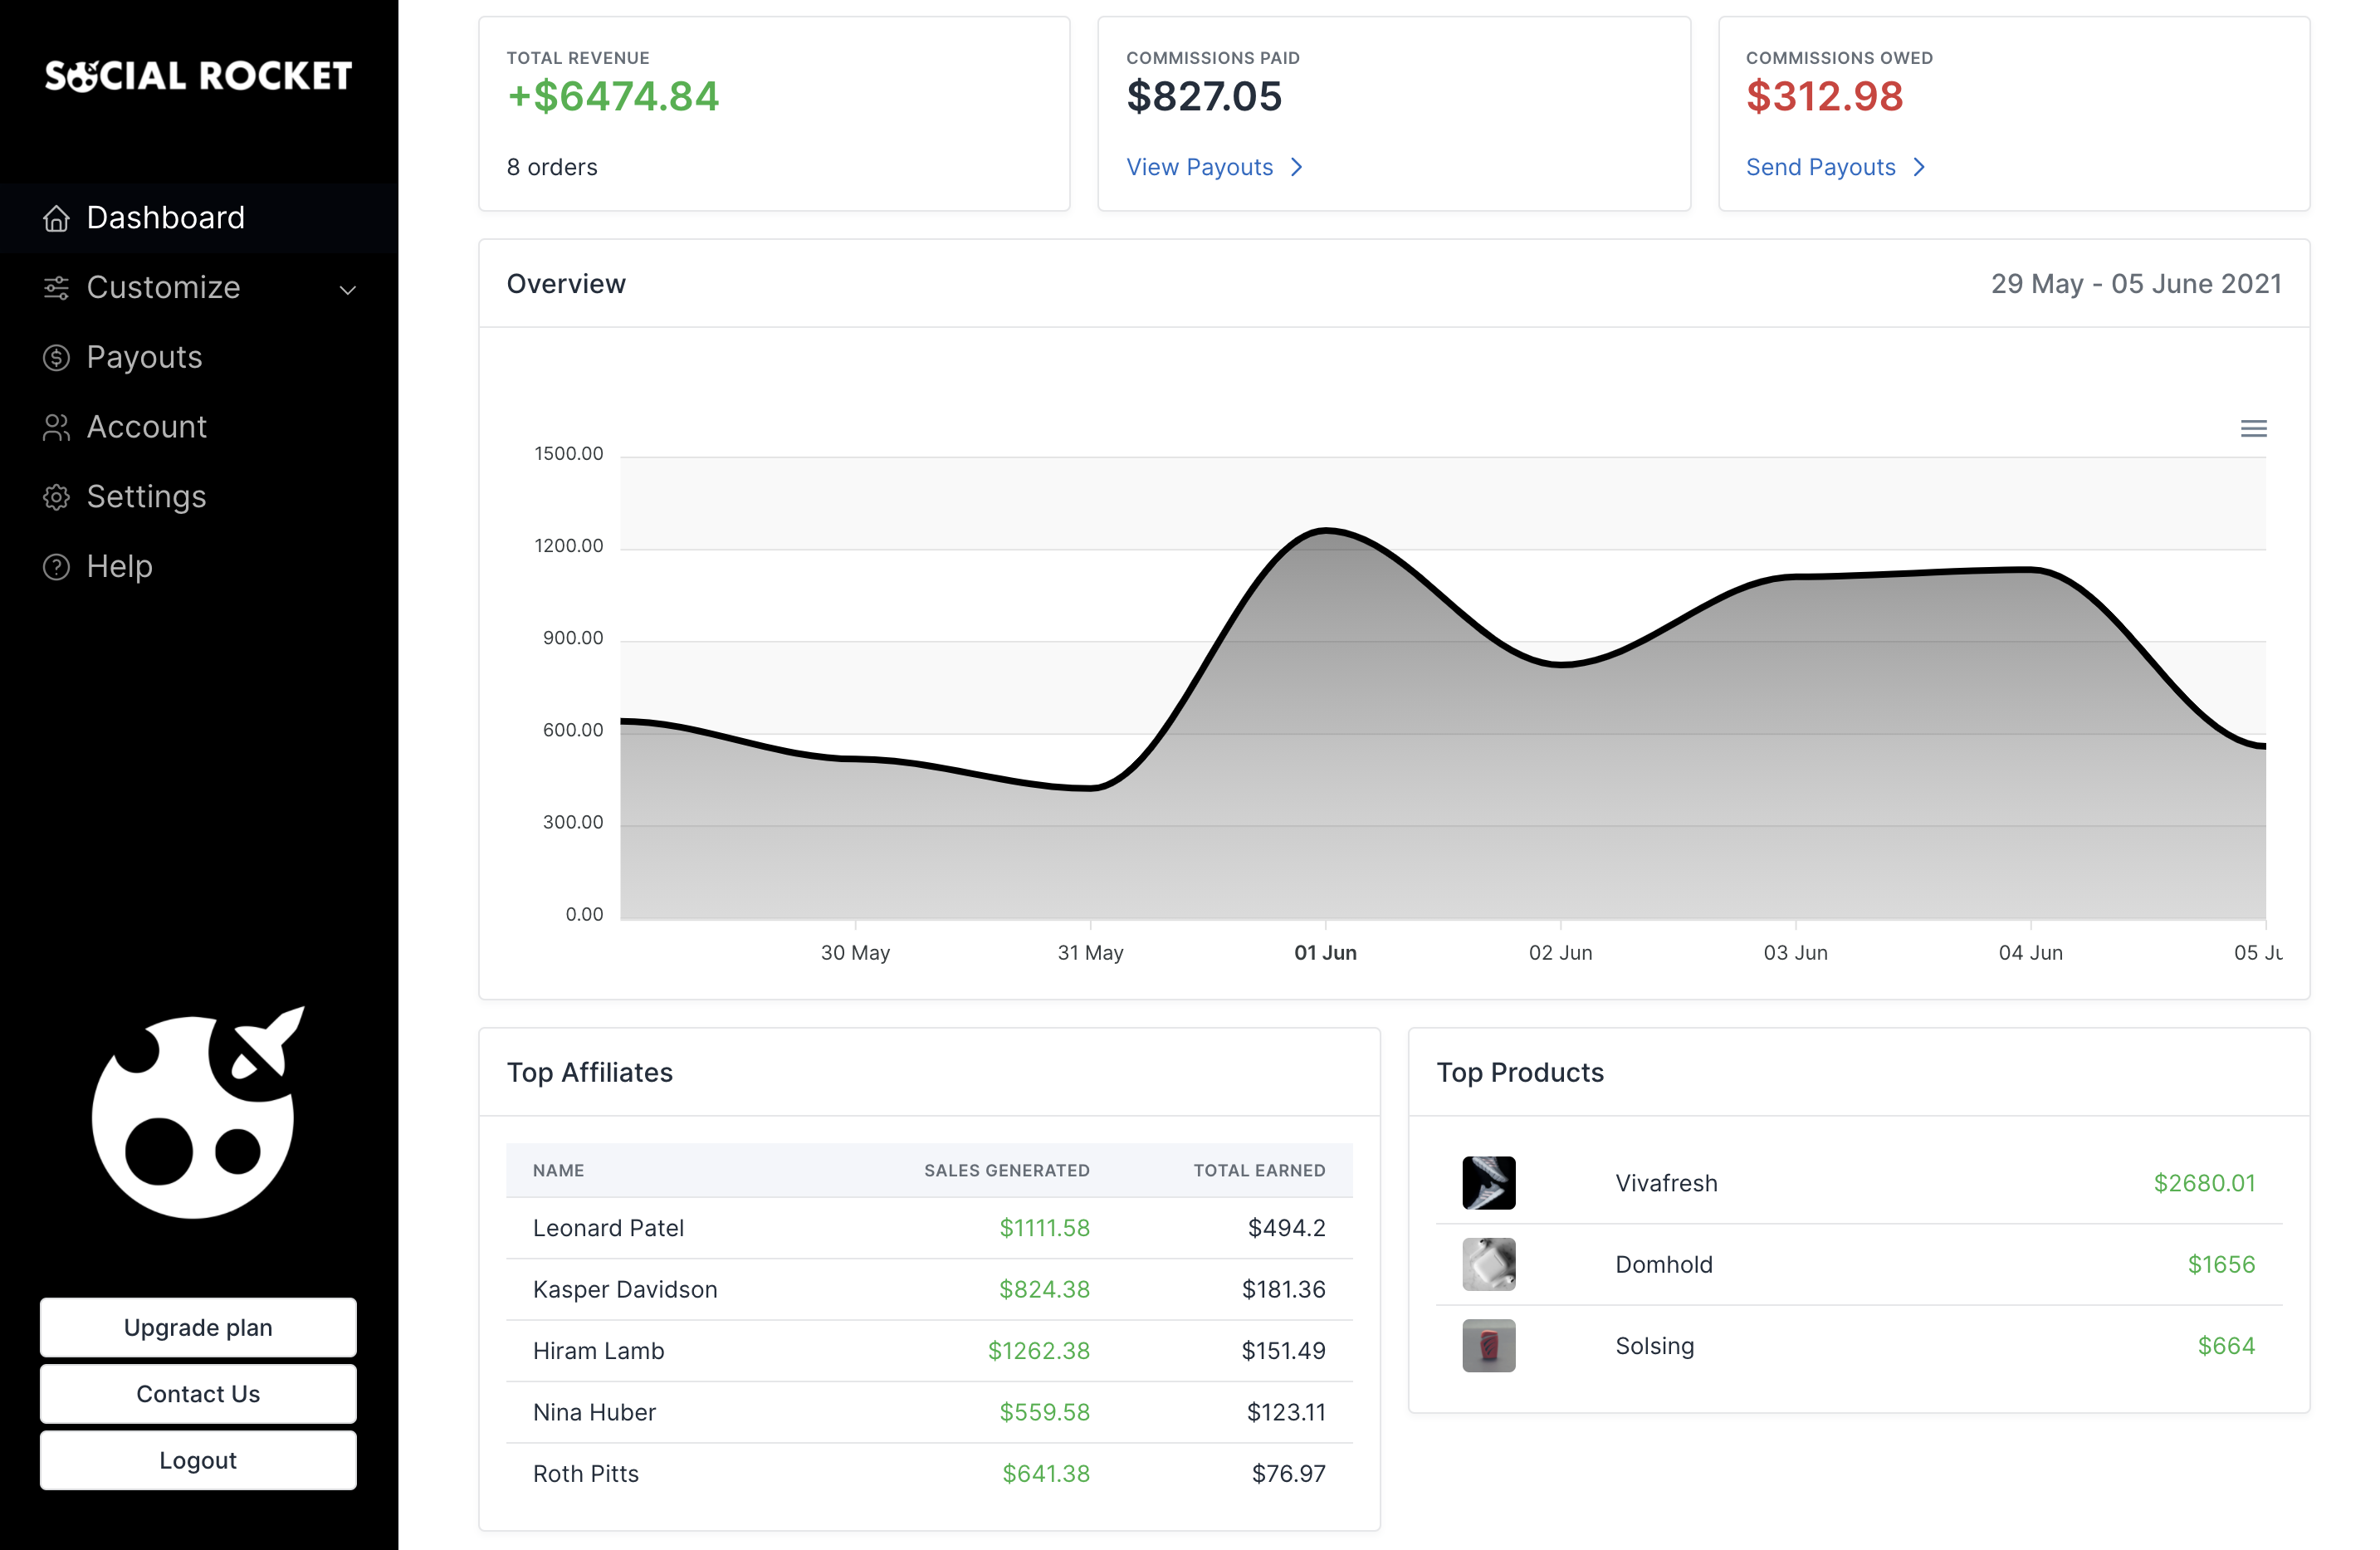 SOCIAL ROCKET
Dashboard
Customize
Payouts
Account
Settings
Help
Upgrade plan
Contact Us
Logout
TOTAL REVENUE
+$6474.84
8 orders
COMMISSIONS PAID
$827.05
View Payouts
COMMISSIONS OWED
$312.98
Send Payouts
Overview
29 May - 05 June 2021
1500.00
1200.00
900.00
600.00
300.00
0.00
30 May
31 May
01 Jun
02 Jun
03 Jun
04 Jun
05 Ju
Top Affiliates
NAME SALES GENERATED TOTAL EARNED
Leonard Patel $1111.58 $494.2
Kasper Davidson $824.38 $181.36
Hiram Lamb $1262.38 $151.49
Nina Huber $559.58 $123.11
Roth Pitts $641.38 $76.97
Top Products
Vivafresh $2680.01
Domhold $1656
Solsing $664